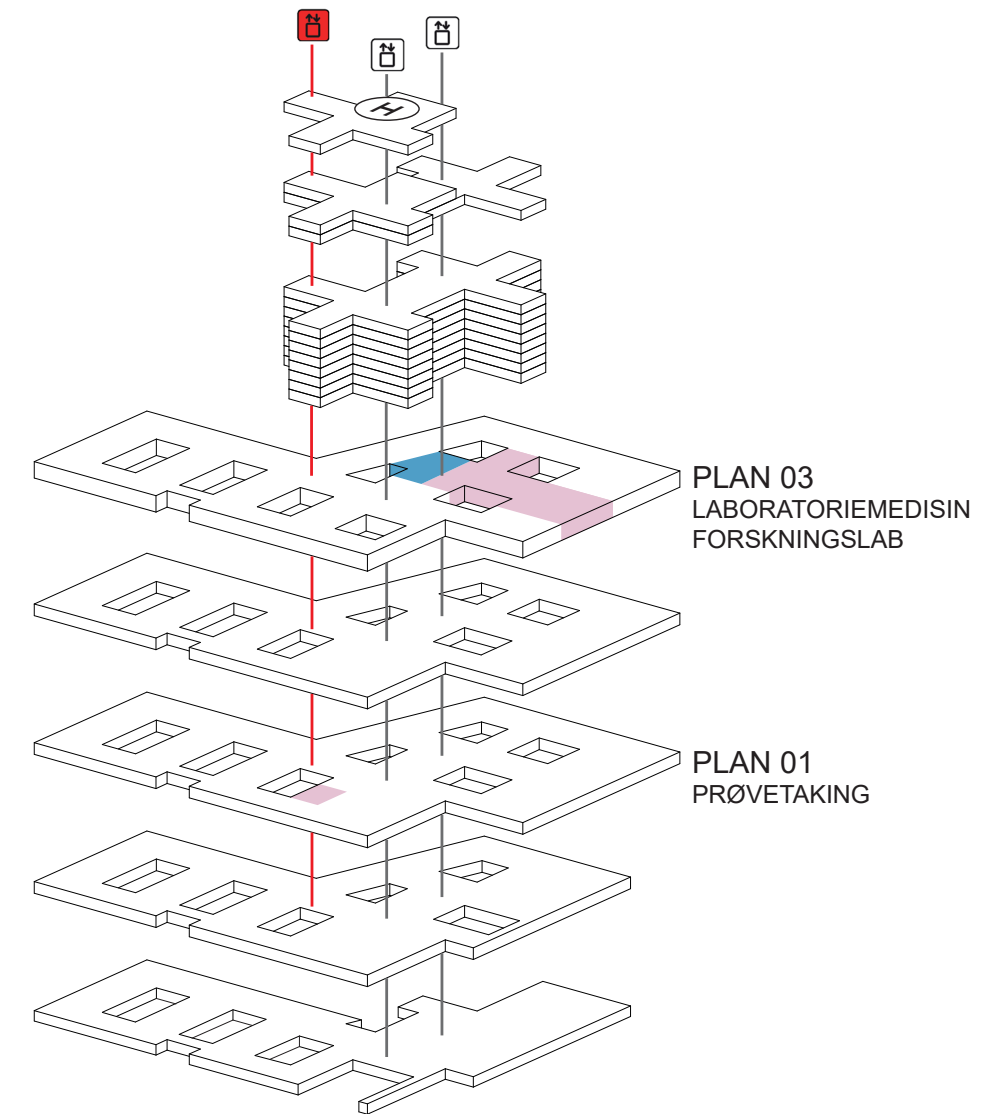 H
PLAN 03
LABORATORIEMEDISIN
FORSKNINGSLAB
PLAN 01
PRØVETAKING